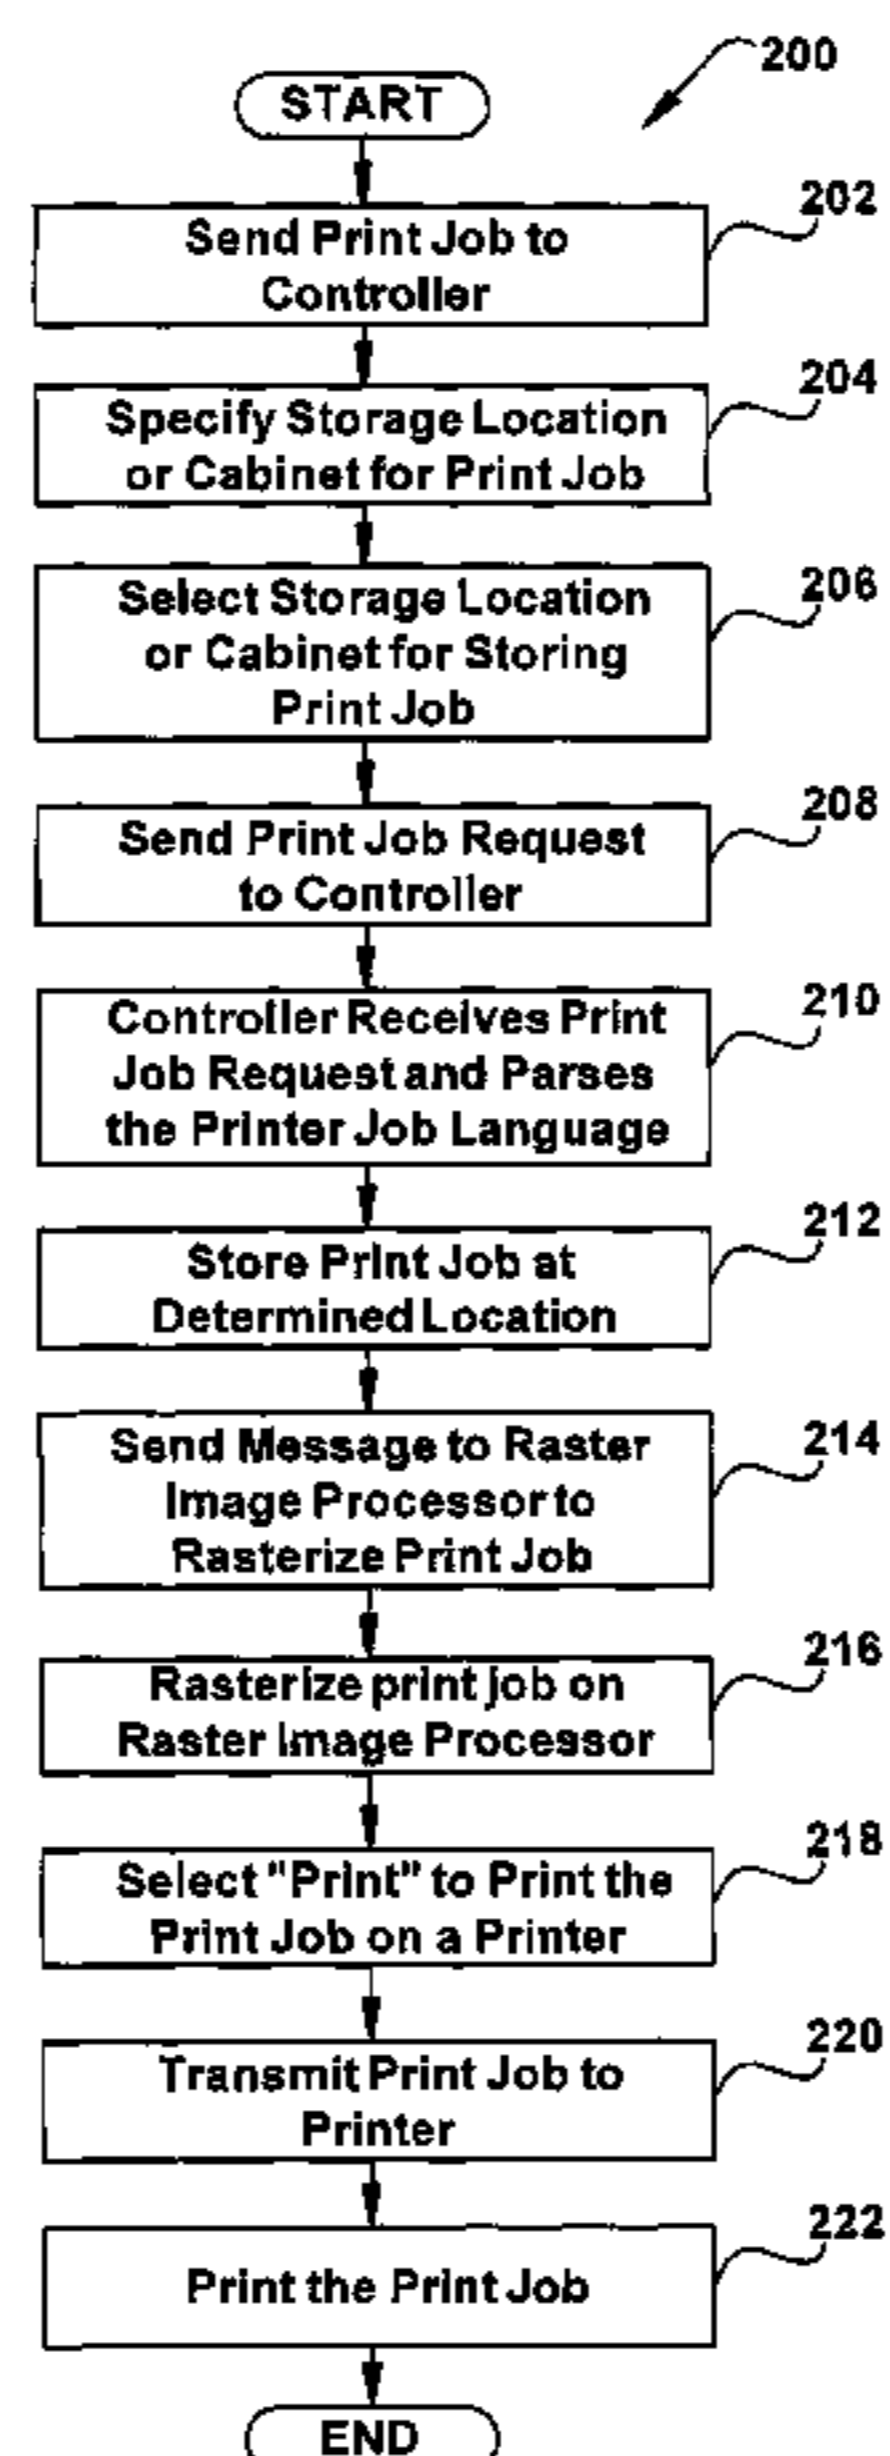 200
START
202
Send Print Job to
Controller
204
Specify Storage Location
or Cabinet for Print Job
206
Select Storage Location
or Cabinet for Storing
Print Job
208
Send Print Job Request
to Controller
210
Controller Receives Print
Job Request and Parses
the Printer Job Language
212
Store Print Job at
Determined Location
214
Send Message to Raster
Image Processor to
Rasterize Print Job
216
Rasterize print job on
Raster Image Processor
218
Select "Print" to Print the
Print Job on a Printer
220
Transmit Print Job to
Printer
222
Print the Print Job
END